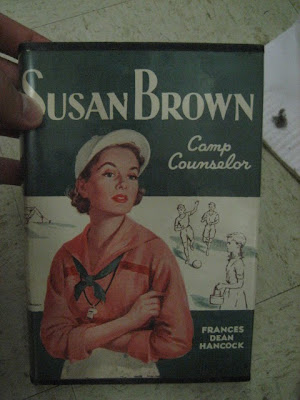 SUSAN BROWN
Camp
Counselor
FRANCES
DEAN
HANCOCK